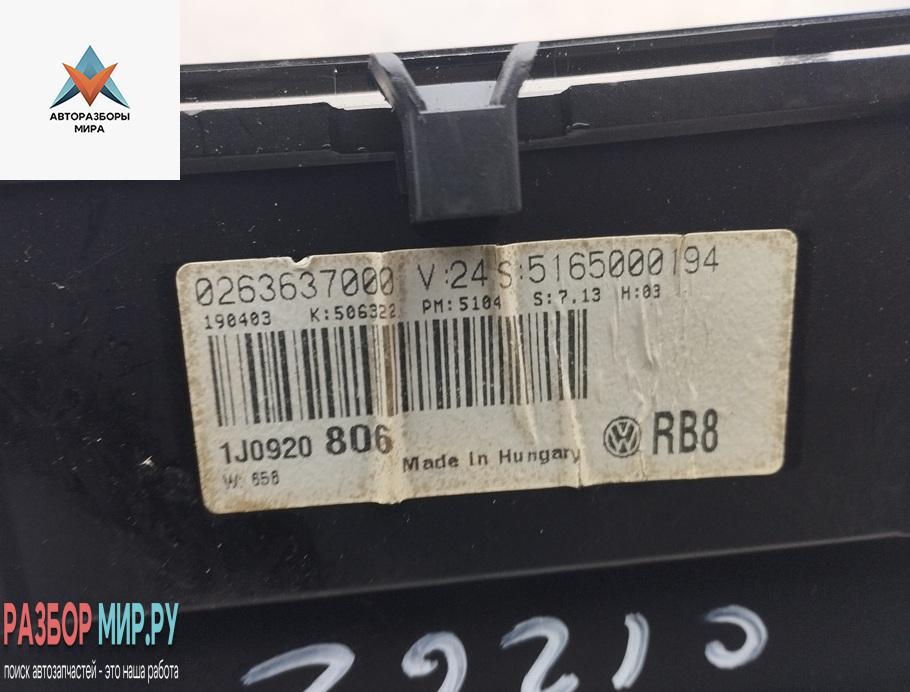 АВТОРАЗБОРЫ
МИРА
0263637000 V:24 S:5165000194
190403 K:506322 PM:5104 S:7.13 H:03
1J0920 806 Made in Hungary RB8
W: 858
РАЗБОР МИР.РУ
поиск автозапчастей - это наша работа